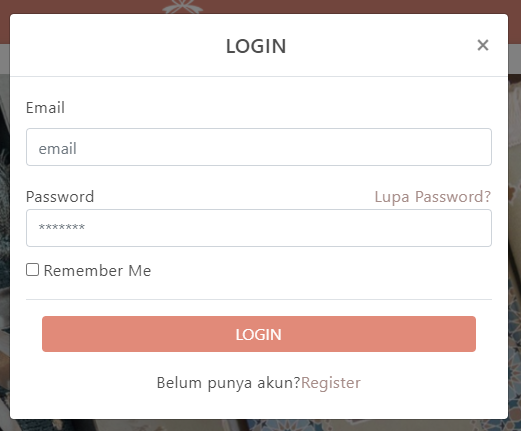 LOGIN ×
Email
email
Password Lupa Password?
*******
Remember Me
LOGIN
Belum punya akun?Register